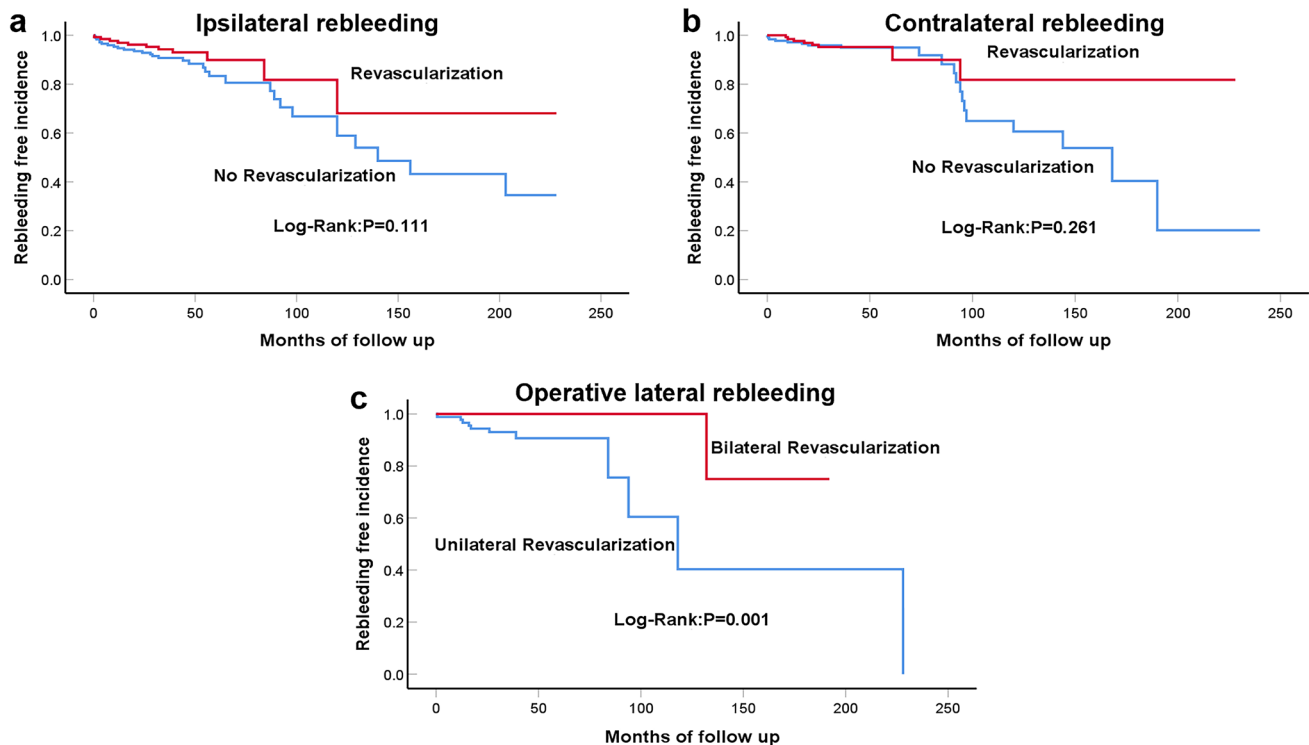 a
Ipsilateral rebleeding
Rebleeding free incidence
1.0
0.8
0.6
0.4
0.2
0.0
Revascularization
No Revascularization
Log-Rank:P=0.111
0 50 100 150 200 250
Months of follow up
b
Contralateral rebleeding
Rebleeding free incidence
1.0
0.8
0.6
0.4
0.2
0.0
Revascularization
No Revascularization
Log-Rank:P=0.261
0 50 100 150 200 250
Months of follow up
c
Operative lateral rebleeding
Rebleeding free incidence
1.0
0.8
0.6
0.4
0.2
0.0
Bilateral Revascularization
Unilateral Revascularization
Log-Rank:P=0.001
0 50 100 150 200 250
Months of follow up